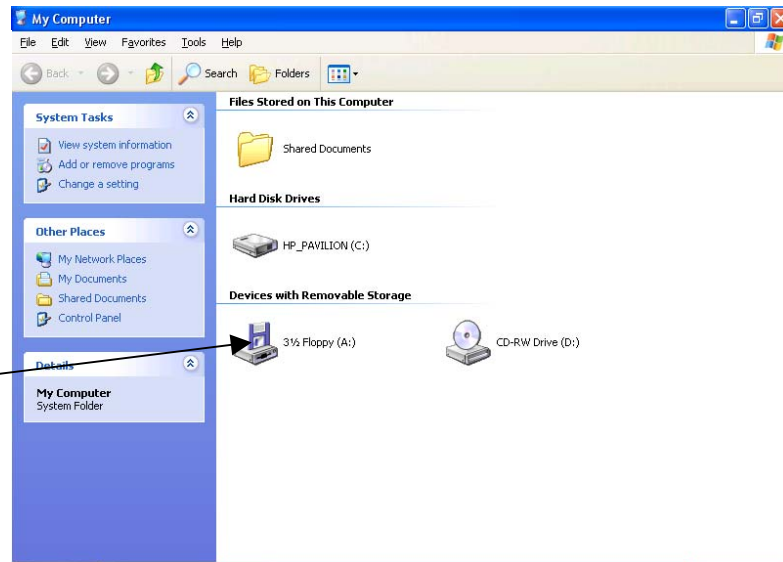 My Computer
File Edit View Favorites Tools Help
Back Search Folders
System Tasks
View system information
Add or remove programs
Change a setting
Other Places
My Network Places
My Documents
Shared Documents
Control Panel
Details
My Computer
System Folder
Files Stored on This Computer
Shared Documents
Hard Disk Drives
HP_PAVILION (C:)
Devices with Removable Storage
3½ Floppy (A:) CD-RW Drive (D:)